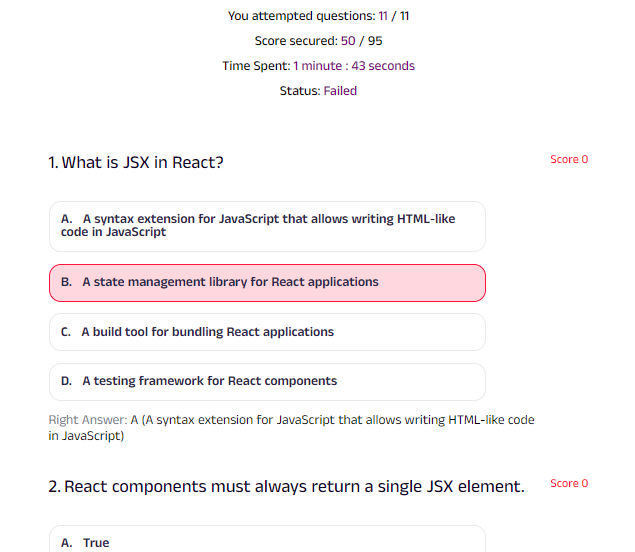 You attempted questions: 11 / 11
Score secured: 50 / 95
Time Spent: 1 minute : 43 seconds
Status: Failed
1. What is JSX in React?
Score 0
A. A syntax extension for JavaScript that allows writing HTML-like
code in JavaScript
B. A state management library for React applications
C. A build tool for bundling React applications
D. A testing framework for React components
Right Answer: A (A syntax extension for JavaScript that allows writing HTML-like code
in JavaScript)
2. React components must always return a single JSX element.
Score 0
A. True